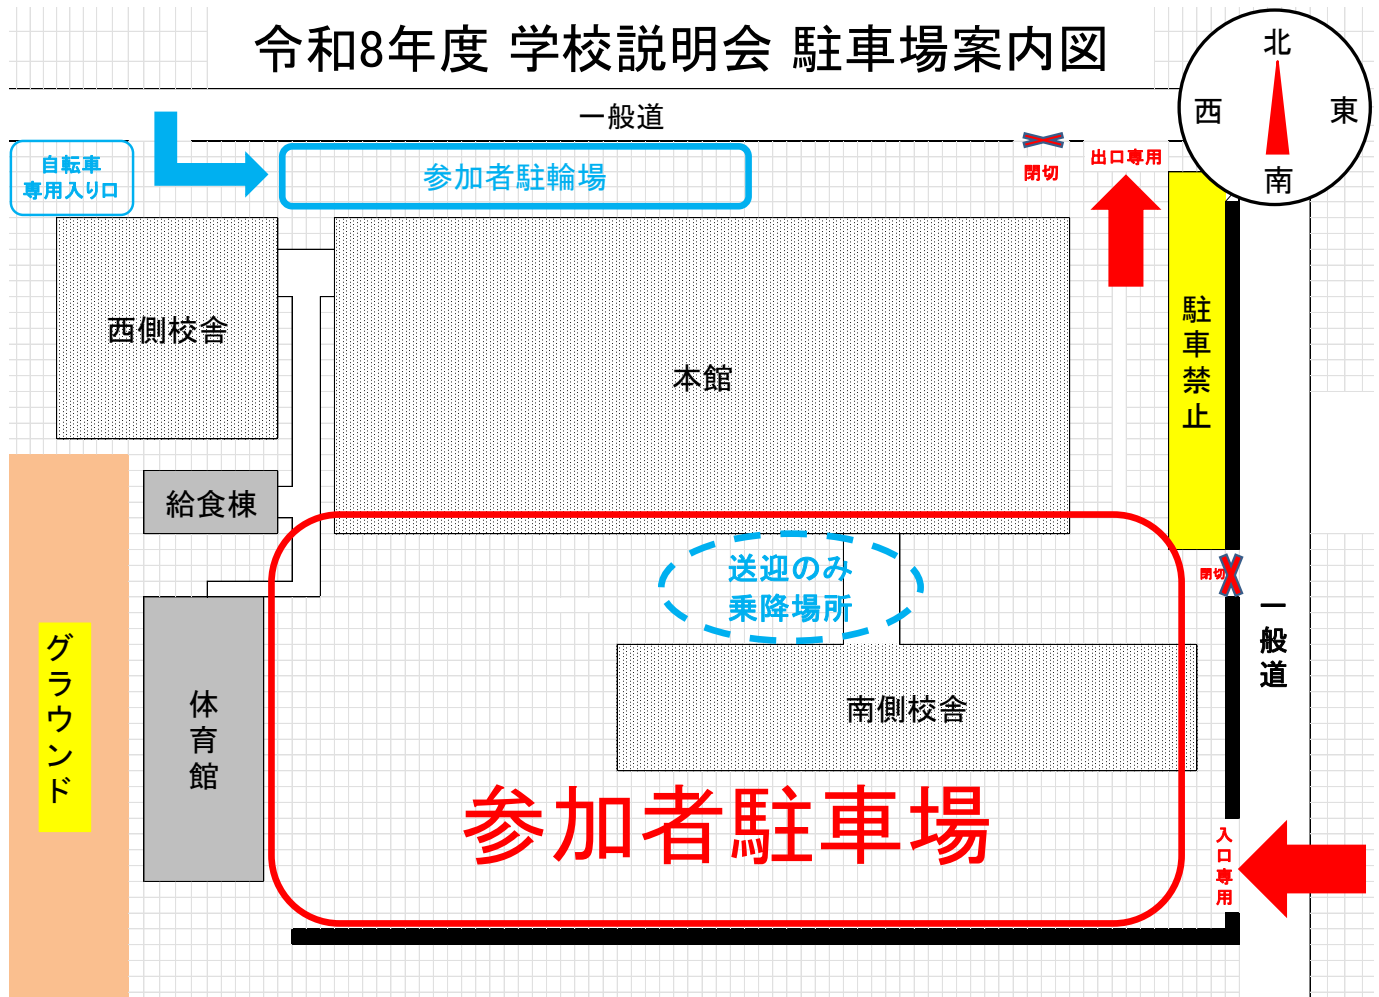 令和8年度 学校説明会 駐車場案内図
北
西
東
南
一般道
自転車
専用入り口
参加者駐輪場
閉切
出口専用
西側校舎
本館
駐車禁止
給食棟
送迎のみ
乗降場所
閉切
一般道
グラウンド
体育館
南側校舎
参加者駐車場
入口専用